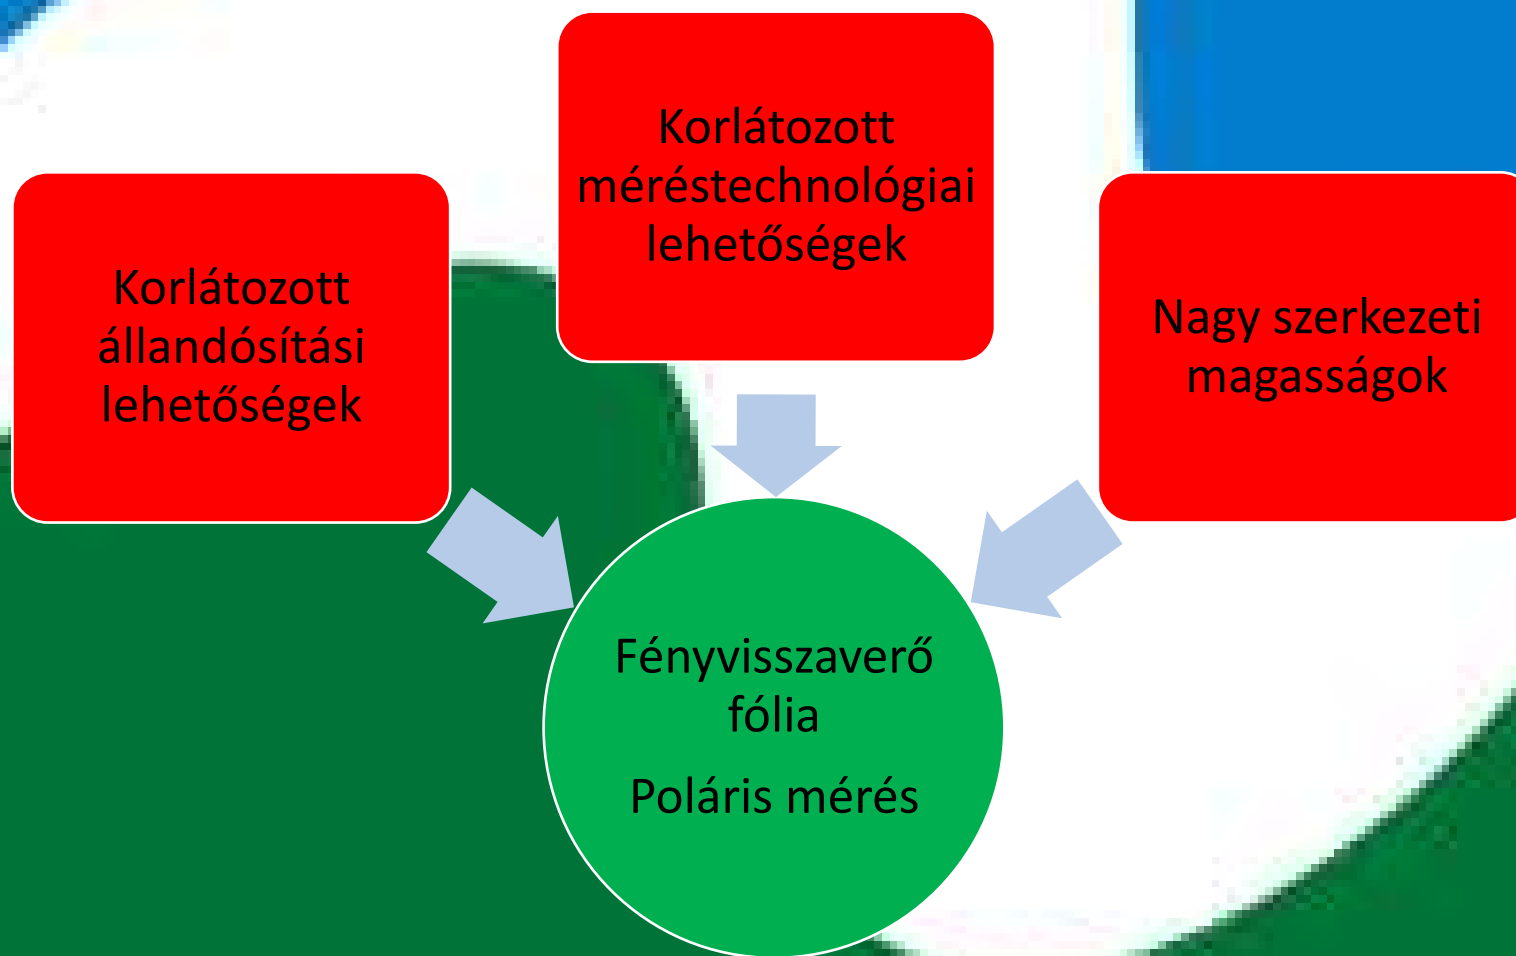 Korlátozott
állandósítási
lehetőségek
Korlátozott
méréstechnológiai
lehetőségek
Nagy szerkezeti
magasságok
Fényvisszaverő
fólia
Poláris mérés